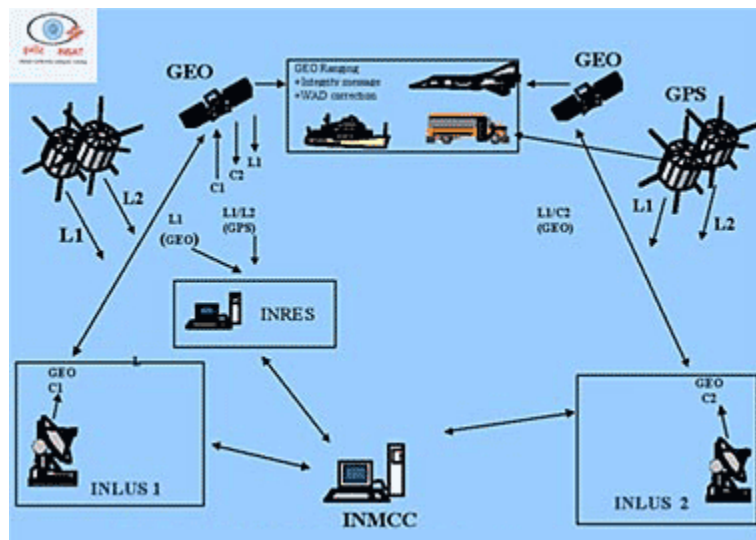 INSAT
GEO
GEO Ranging
+Integrity message
+WAD correction
GEO
GPS
L1
L2
C1
C2
L1
L1
(GEO)
L1/L2
(GPS)
L1/C2
(GEO)
L1
L2
INRES
L
GEO
C1
INLUS 1
INMCC
GEO
C2
INLUS 2